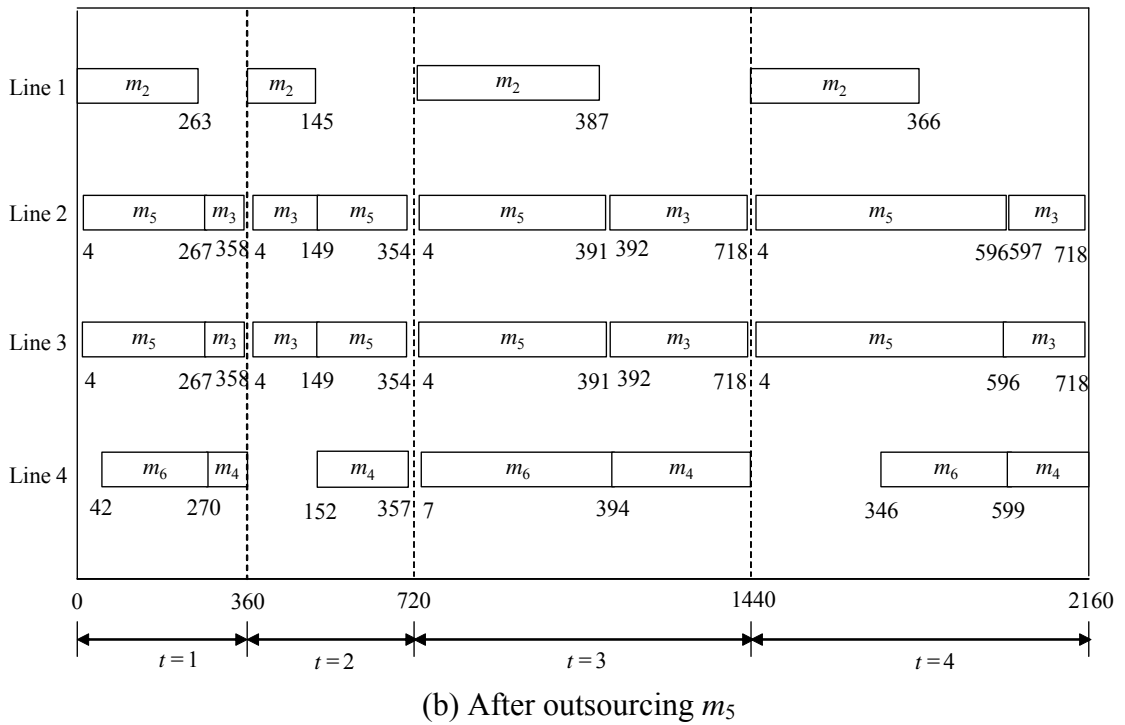 Line 1 m2 m2 m2 m2
263 145 387 366
Line 2 m5 m3 m3 m5 m5 m3 m5 m3
4 267 358 4 149 354 4 391 392 718 4 596 597 718
Line 3 m5 m3 m3 m5 m5 m3 m5 m3
4 267 358 4 149 354 4 391 392 718 4 596 718
Line 4 m6 m4 m4 m6 m4 m6 m4
42 270 152 357 7 394 346 599
0 360 720 1440 2160
t = 1 t = 2 t = 3 t = 4
(b) After outsourcing m5